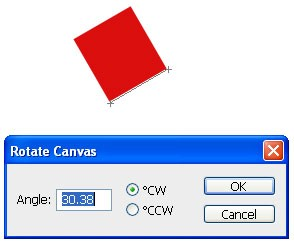 Rotate Canvas
Angle: 30.38
°CW
°CCW
OK
Cancel